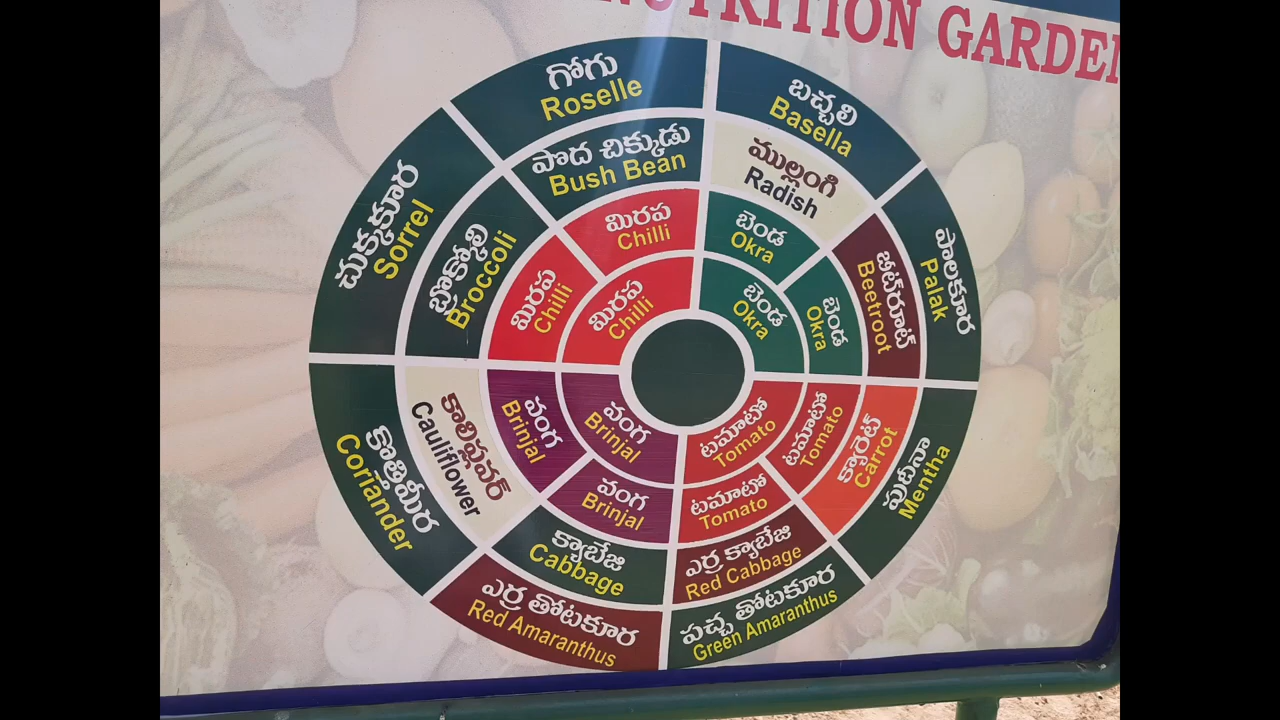 NUTRITION GARDEN
గోగు
Roselle
బచ్చలి
Basella
పాలకూర
Palak
పుదీనా
Mentha
పచ్చ తోటకూర
Green Amaranthus
ఎర్ర తోటకూర
Red Amaranthus
కొత్తిమీర
Coriander
చుక్కకూర
Sorrel
పొద చిక్కుడు
Bush Bean
ముల్లంగి
Radish
బీట్‌రూట్
Beetroot
క్యారెట్
Carrot
ఎర్ర క్యాబేజి
Red Cabbage
క్యాబేజి
Cabbage
కాలిఫ్లవర్
Cauliflower
బ్రొక్కోలి
Broccoli
మిరప
Chilli
బెండ
Okra
బెండ
Okra
టమాటో
Tomato
టమాటో
Tomato
వంగ
Brinjal
వంగ
Brinjal
మిరప
Chilli
మిరప
Chilli
బెండ
Okra
టమాటో
Tomato
వంగ
Brinjal